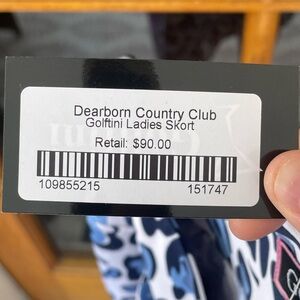 Dearborn Country Club
Golftini Ladies Skort
Retail: $90.00
109855215 151747